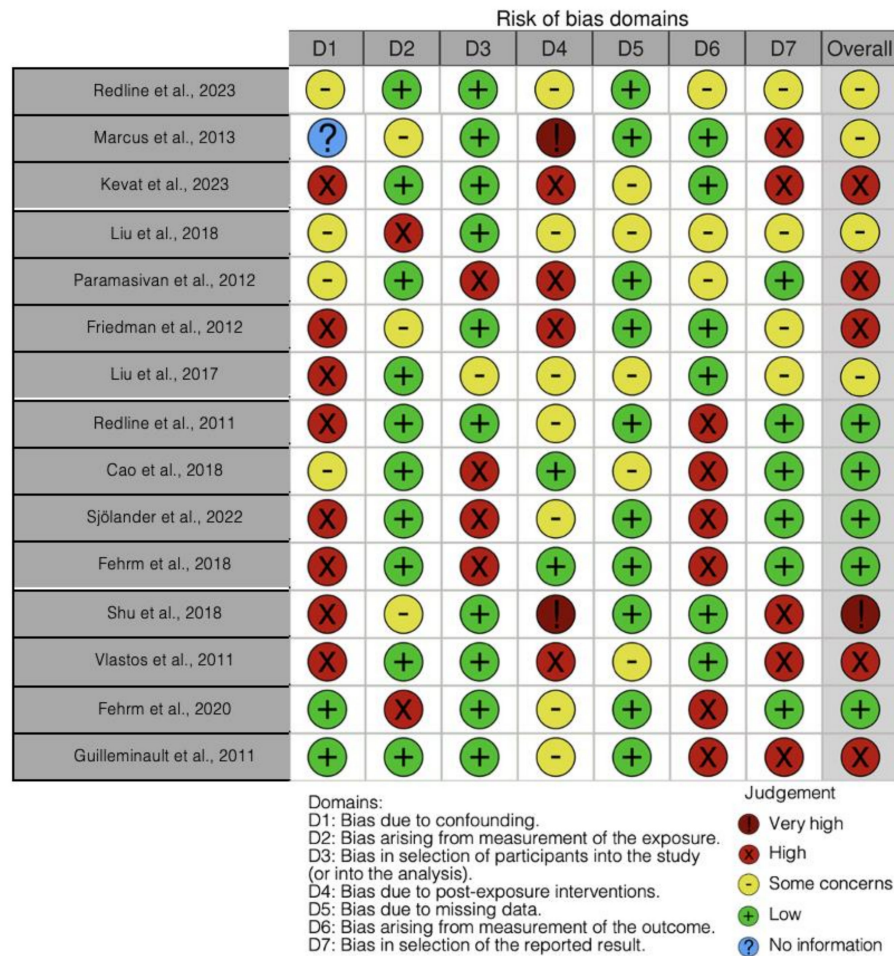 Risk of bias domains
D1 D2 D3 D4 D5 D6 D7 Overall
Redline et al., 2023 - + + - + - - -
Marcus et al., 2013 ? - + ! + + X -
Kevat et al., 2023 X + + X - + X X
Liu et al., 2018 - X + - - - - -
Paramasivan et al., 2012 - + X X + - + X
Friedman et al., 2012 X - + X + + - X
Liu et al., 2017 X + - - - + - -
Redline et al., 2011 X + + - + X + +
Cao et al., 2018 - + X + - X + +
Sjölander et al., 2022 X + X - + X + +
Fehrm et al., 2018 X + X + + X + +
Shu et al., 2018 X - + ! + + X !
Vlastos et al., 2011 X + + X - + X X
Fehrm et al., 2020 + X + - + X + +
Guilleminault et al., 2011 + + + - + X X X
Domains:
D1: Bias due to confounding.
D2: Bias arising from measurement of the exposure.
D3: Bias in selection of participants into the study
(or into the analysis).
D4: Bias due to post-exposure interventions.
D5: Bias due to missing data.
D6: Bias arising from measurement of the outcome.
D7: Bias in selection of the reported result.
Judgement
! Very high
X High
- Some concerns
+ Low
? No information